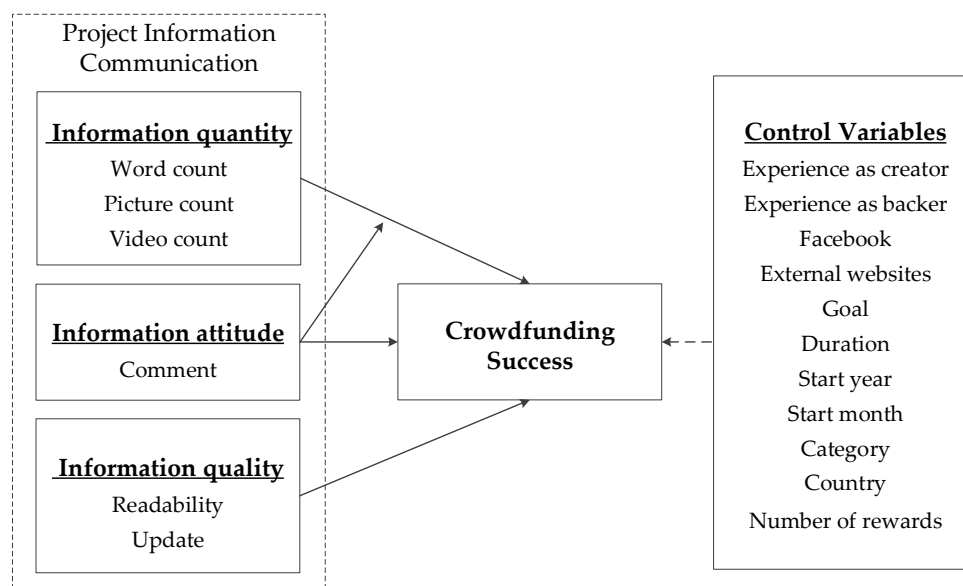 Project Information
Communication
Information quantity
Word count
Picture count
Video count
Information attitude
Comment
Information quality
Readability
Update
Crowdfunding
Success
Control Variables
Experience as creator
Experience as backer
Facebook
External websites
Goal
Duration
Start year
Start month
Category
Country
Number of rewards